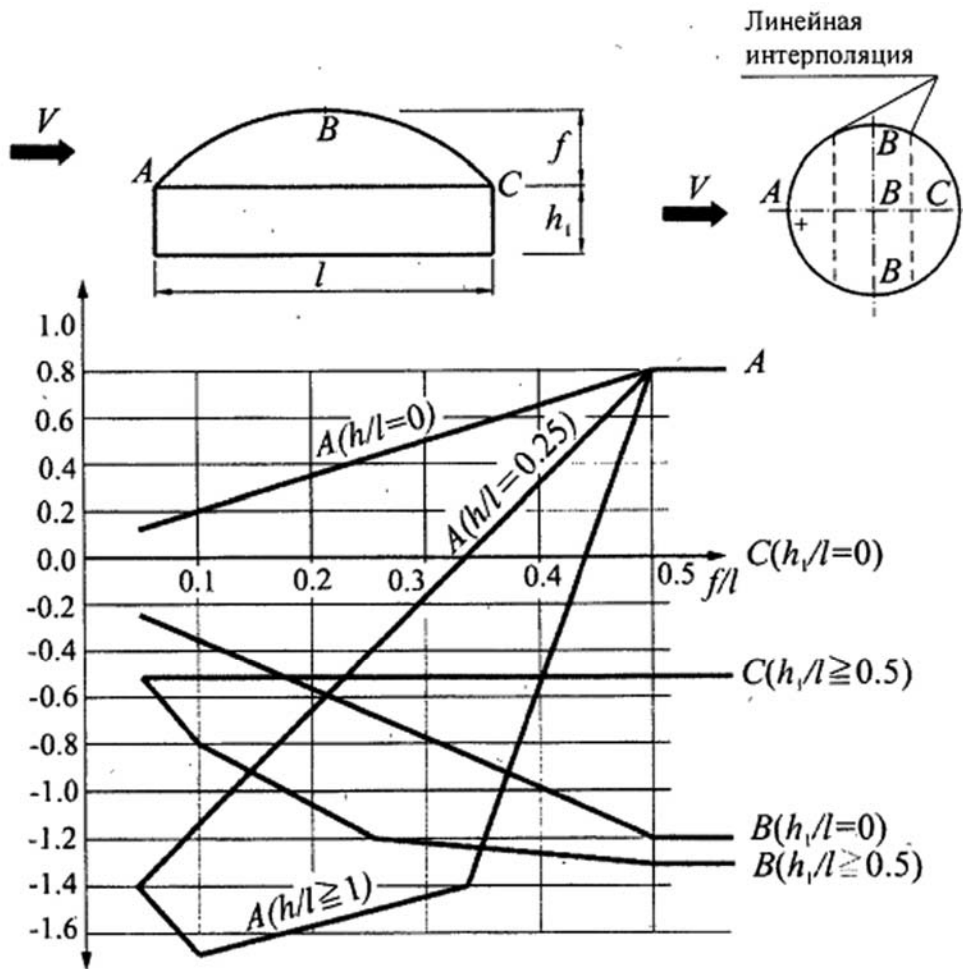 Линейная
интерполяция
V
B
f
A
C
h₁
l
V
A
B
B
C
+
B
1.0
0.8
0.6
0.4
0.2
0.0
-0.2
-0.4
-0.6
-0.8
-1.0
-1.2
-1.4
-1.6
0.1
0.2
0.3
0.4
0.5
f/l
A
A(h/l=0)
A(h/l=0.25)
A(h/l≧1)
C(h₁/l=0)
C(h₁/l≧0.5)
B(h₁/l=0)
B(h₁/l≧0.5)